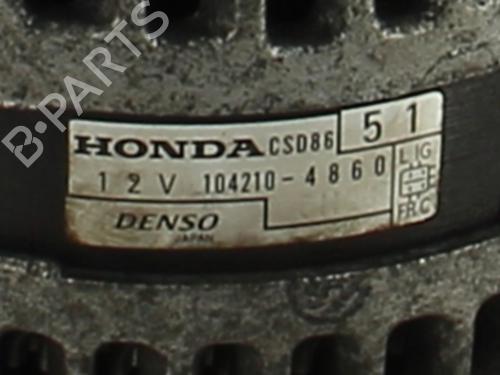 B-PARTS
HONDA CSD86 51
12V 104210-4860
L IG
FR C
DENSO
JAPAN